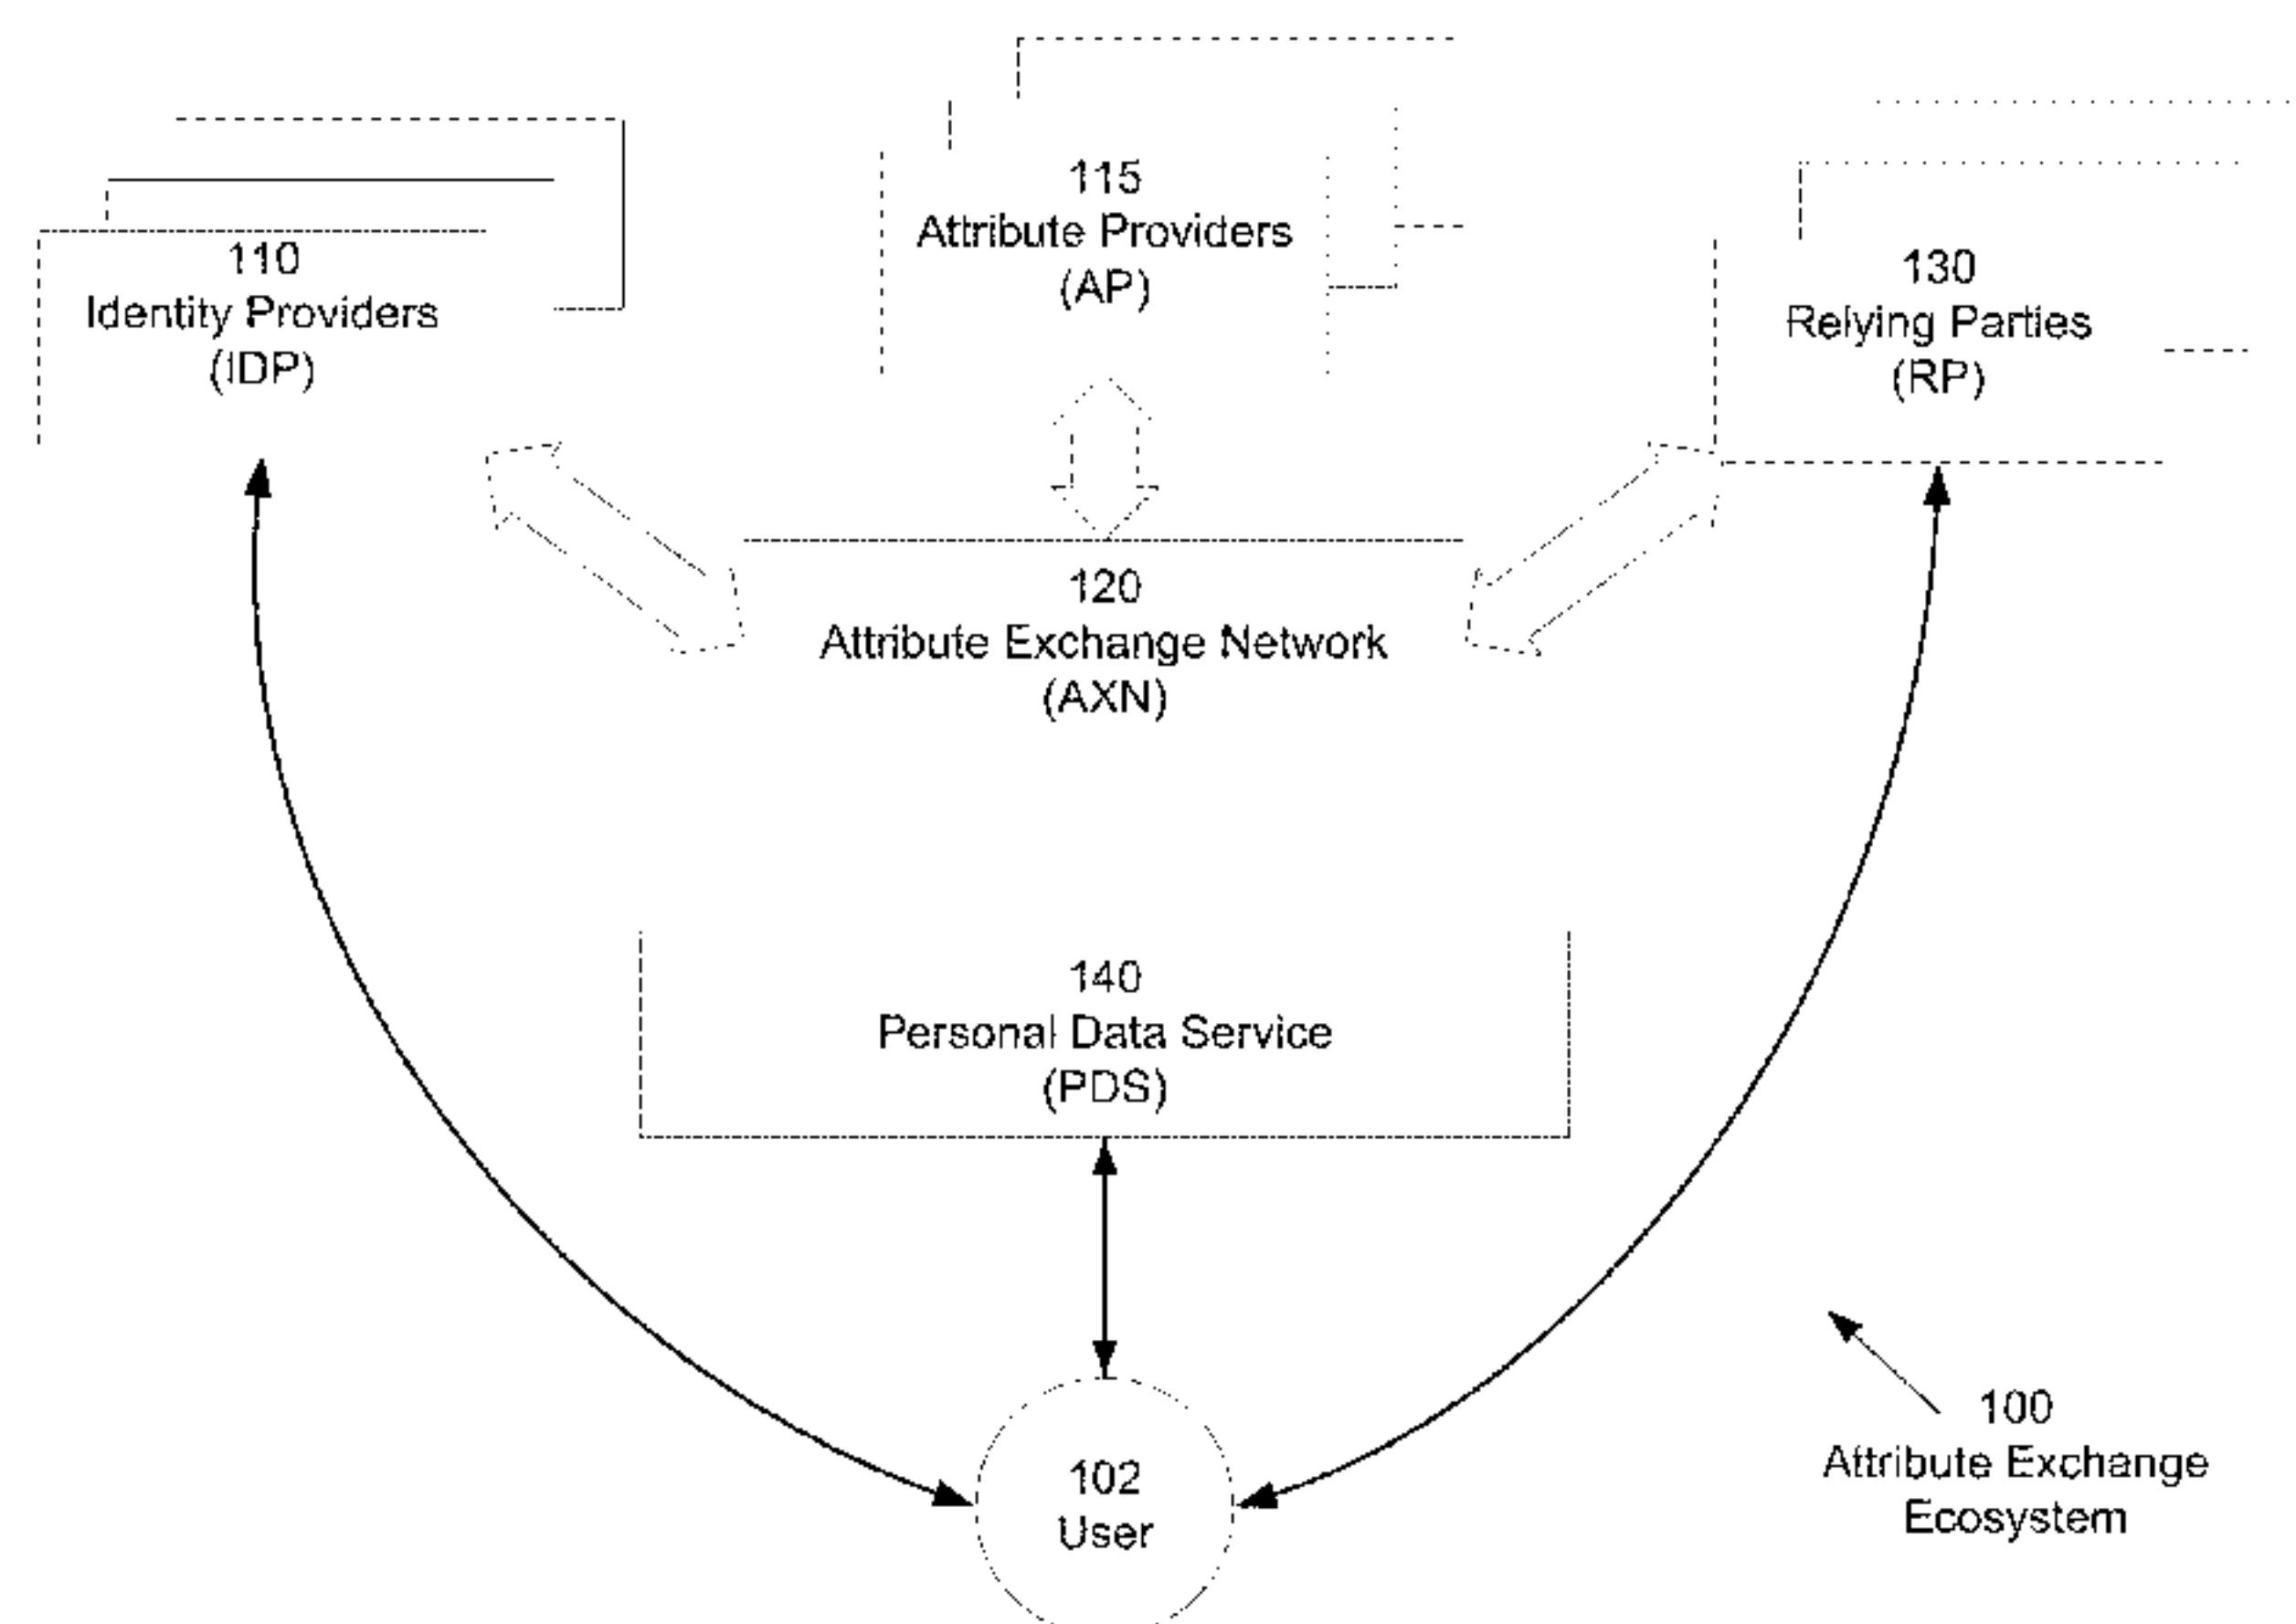 115
Attribute Providers
(AP)
110
Identity Providers
(IDP)
130
Relying Parties
(RP)
120
Attribute Exchange Network
(AXN)
140
Personal Data Service
(PDS)
102
User
100
Attribute Exchange
Ecosystem